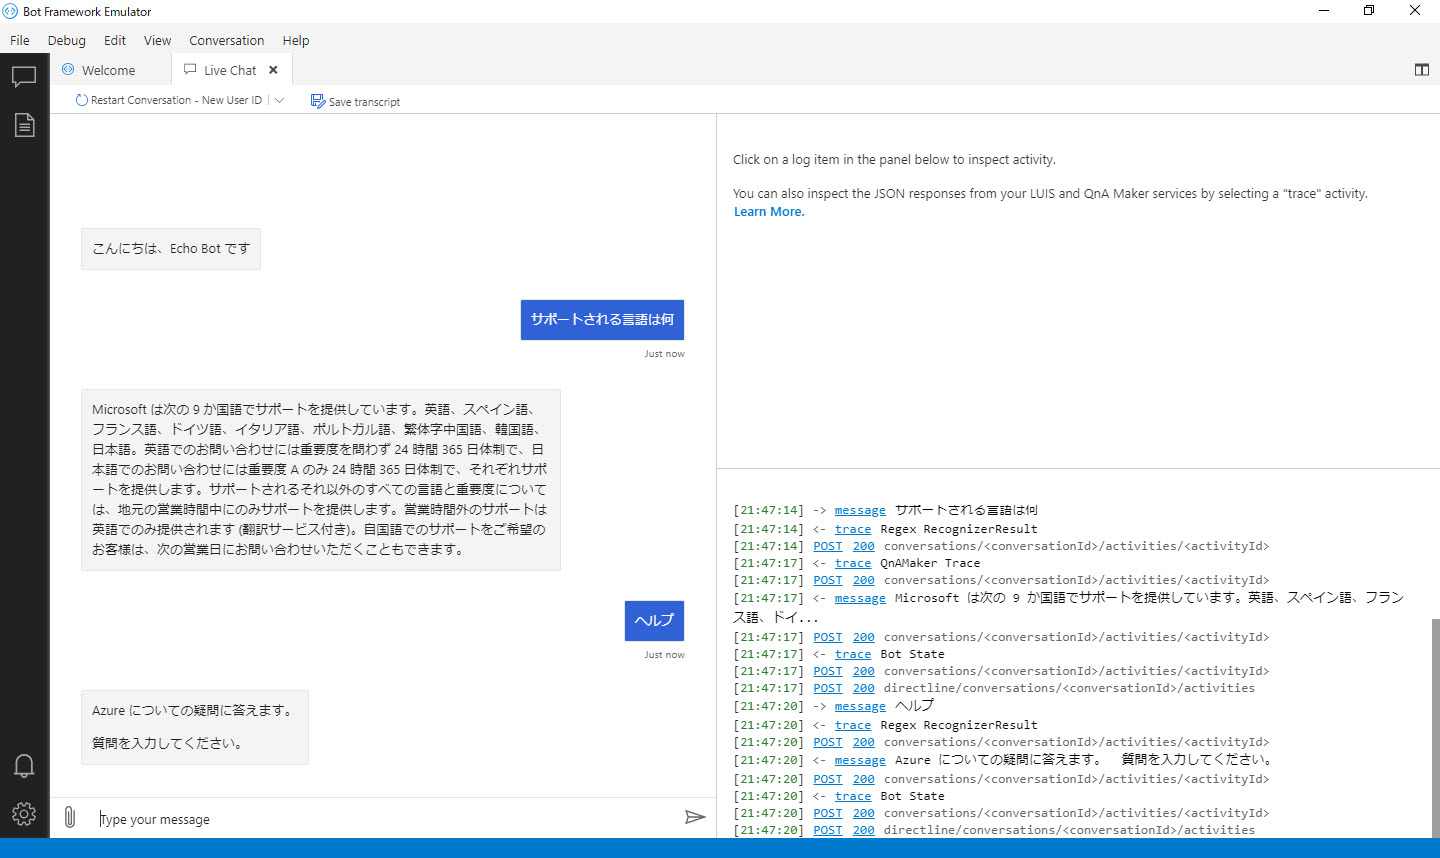 Bot Framework Emulator
File Debug Edit View Conversation Help
Welcome Live Chat
Restart Conversation - New User ID Save transcript
こんにちは、Echo Bot です
サポートされる言語は何
Just now
Microsoft は次の 9 か国語でサポートを提供しています。英語、スペイン語、
フランス語、ドイツ語、イタリア語、ポルトガル語、繁体字中国語、韓国語、
日本語。英語でのお問い合わせには重要度を問わず 24 時間 365 日体制で、日
本語でのお問い合わせには重要度 A のみ 24 時間 365 日体制で、それぞれサポ
ートを提供します。サポートされるそれ以外のすべての言語と重要度について
は、地元の営業時間中にのみサポートを提供します。営業時間外のサポートは
英語でのみ提供されます (翻訳サービス付き)。自国語でのサポートをご希望の
お客様は、次の営業日にお問い合わせいただくこともできます。
ヘルプ
Just now
Azure についての疑問に答えます。
質問を入力してください。
Type your message
Click on a log item in the panel below to inspect activity.
You can also inspect the JSON responses from your LUIS and QnA Maker services by selecting a "trace" activity.
Learn More.
[21:47:14] -> message サポートされる言語は何
[21:47:14] <- trace Regex RecognizerResult
[21:47:14] POST 200 conversations/<conversationId>/activities/<activityId>
[21:47:17] <- trace QnAMaker Trace
[21:47:17] POST 200 conversations/<conversationId>/activities/<activityId>
[21:47:17] <- message Microsoft は次の 9 か国語でサポートを提供しています。英語、スペイン語、フラン
ス語、ドイ...
[21:47:17] POST 200 conversations/<conversationId>/activities/<activityId>
[21:47:17] <- trace Bot State
[21:47:17] POST 200 conversations/<conversationId>/activities/<activityId>
[21:47:17] POST 200 directline/conversations/<conversationId>/activities
[21:47:20] -> message ヘルプ
[21:47:20] <- trace Regex RecognizerResult
[21:47:20] POST 200 conversations/<conversationId>/activities/<activityId>
[21:47:20] <- message Azure についての疑問に答えます。 質問を入力してください。
[21:47:20] POST 200 conversations/<conversationId>/activities/<activityId>
[21:47:20] <- trace Bot State
[21:47:20] POST 200 conversations/<conversationId>/activities/<activityId>
[21:47:20] POST 200 directline/conversations/<conversationId>/activities